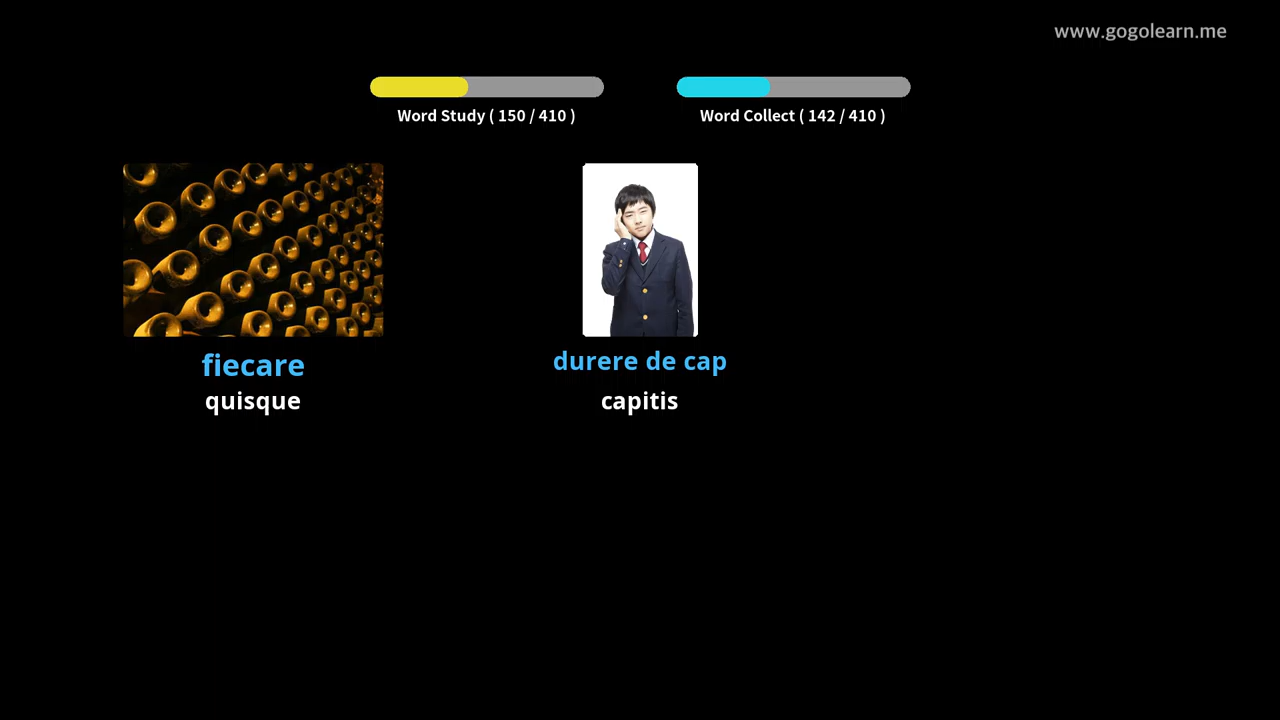 www.gogolearn.me
Word Study ( 150 / 410 )
Word Collect ( 142 / 410 )
fiecare
quisque
durere de cap
capitis